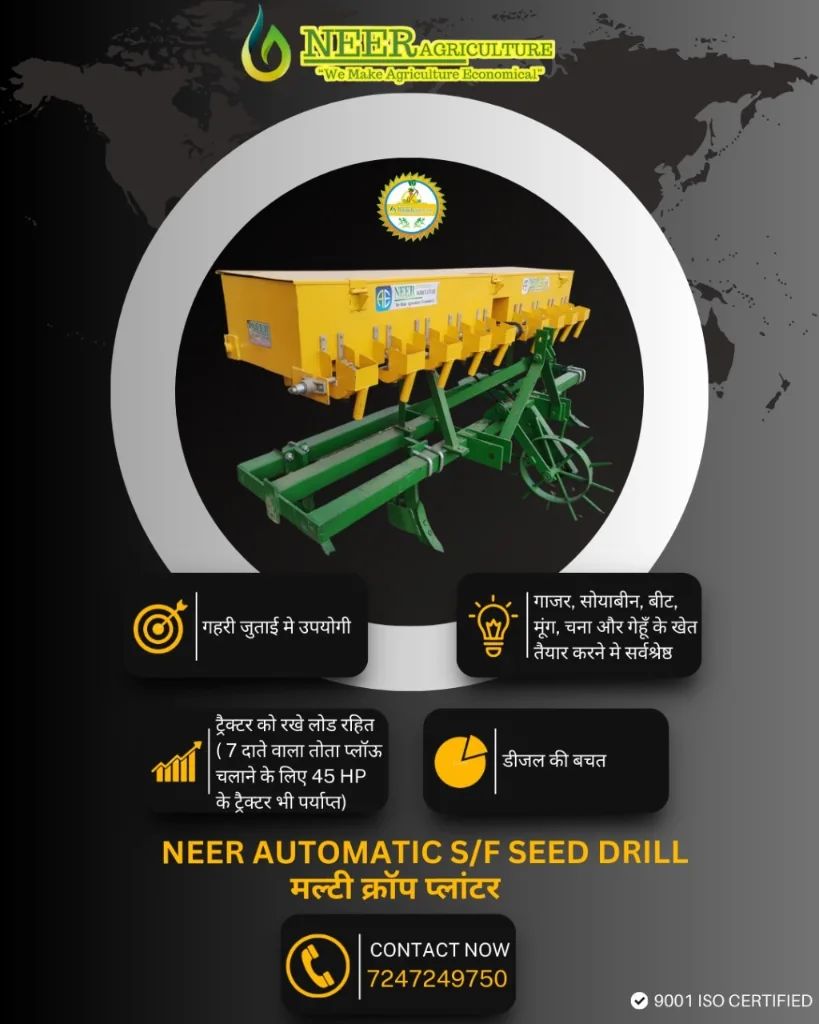 NEER AGRICULTURE
"We Make Agriculture Economical"
NEER
गहरी जुताई मे उपयोगी
गाजर, सोयाबीन, बीट,
मूंग, चना और गेहूँ के खेत
तैयार करने मे सर्वश्रेष्ठ
ट्रैक्टर को रखे लोड रहित
( 7 दाते वाला तोता प्लॉऊ
चलाने के लिए 45 HP
के ट्रैक्टर भी पर्याप्त)
डीजल की बचत
NEER AUTOMATIC S/F SEED DRILL
मल्टी क्रॉप प्लांटर
CONTACT NOW
7247249750
9001 ISO CERTIFIED